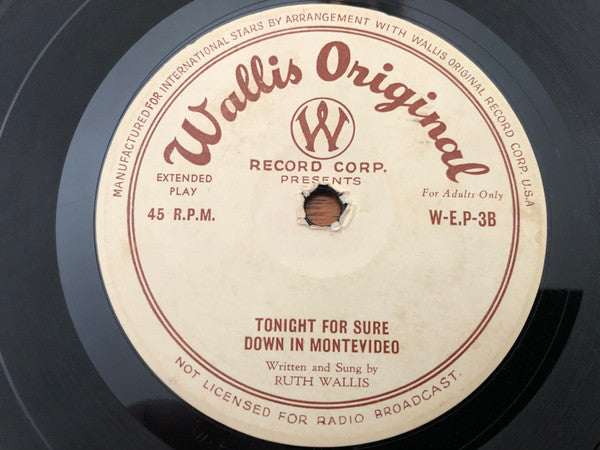 MANUFACTURED FOR INTERNATIONAL STARS BY ARRANGEMENT WITH WALLIS ORIGINAL RECORD CORP. U.S.A
Wallis Original
W
RECORD CORP.
PRESENTS
EXTENDED
PLAY
For Adults Only
45 R.P.M.
W-E.P-3B
TONIGHT FOR SURE
DOWN IN MONTEVIDEO
Written and Sung by
RUTH WALLIS
NOT LICENSED FOR RADIO BROADCAST.